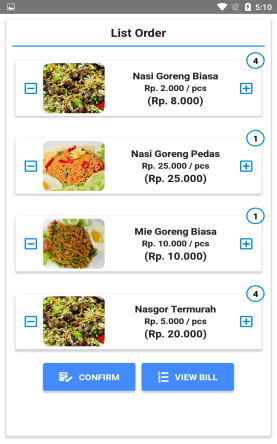 5:10
List Order
4
Nasi Goreng Biasa
Rp. 2.000 / pcs
(Rp. 8.000)
1
Nasi Goreng Pedas
Rp. 25.000 / pcs
(Rp. 25.000)
1
Mie Goreng Biasa
Rp. 10.000 / pcs
(Rp. 10.000)
4
Nasgor Termurah
Rp. 5.000 / pcs
(Rp. 20.000)
CONFIRM
VIEW BILL